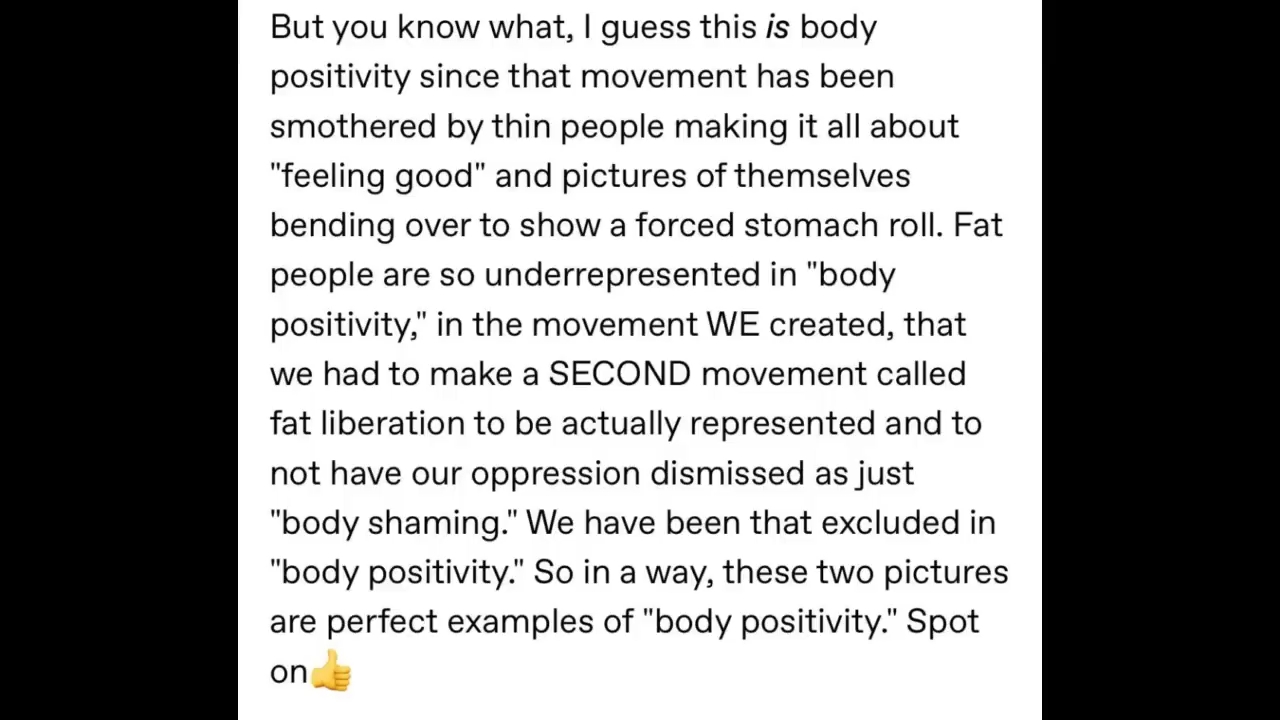 But you know what, I guess this is body
positivity since that movement has been
smothered by thin people making it all about
"feeling good" and pictures of themselves
bending over to show a forced stomach roll. Fat
people are so underrepresented in "body
positivity," in the movement WE created, that
we had to make a SECOND movement called
fat liberation to be actually represented and to
not have our oppression dismissed as just
"body shaming." We have been that excluded in
"body positivity." So in a way, these two pictures
are perfect examples of "body positivity." Spot
on👍